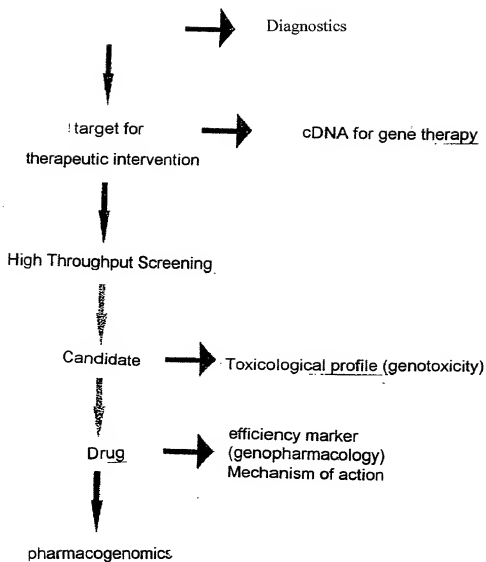 Diagnostics
target for
therapeutic intervention
cDNA for gene therapy
High Throughput Screening
Candidate
Toxicological profile (genotoxicity)
Drug
efficiency marker
(genopharmacology)
Mechanism of action
pharmacogenomics